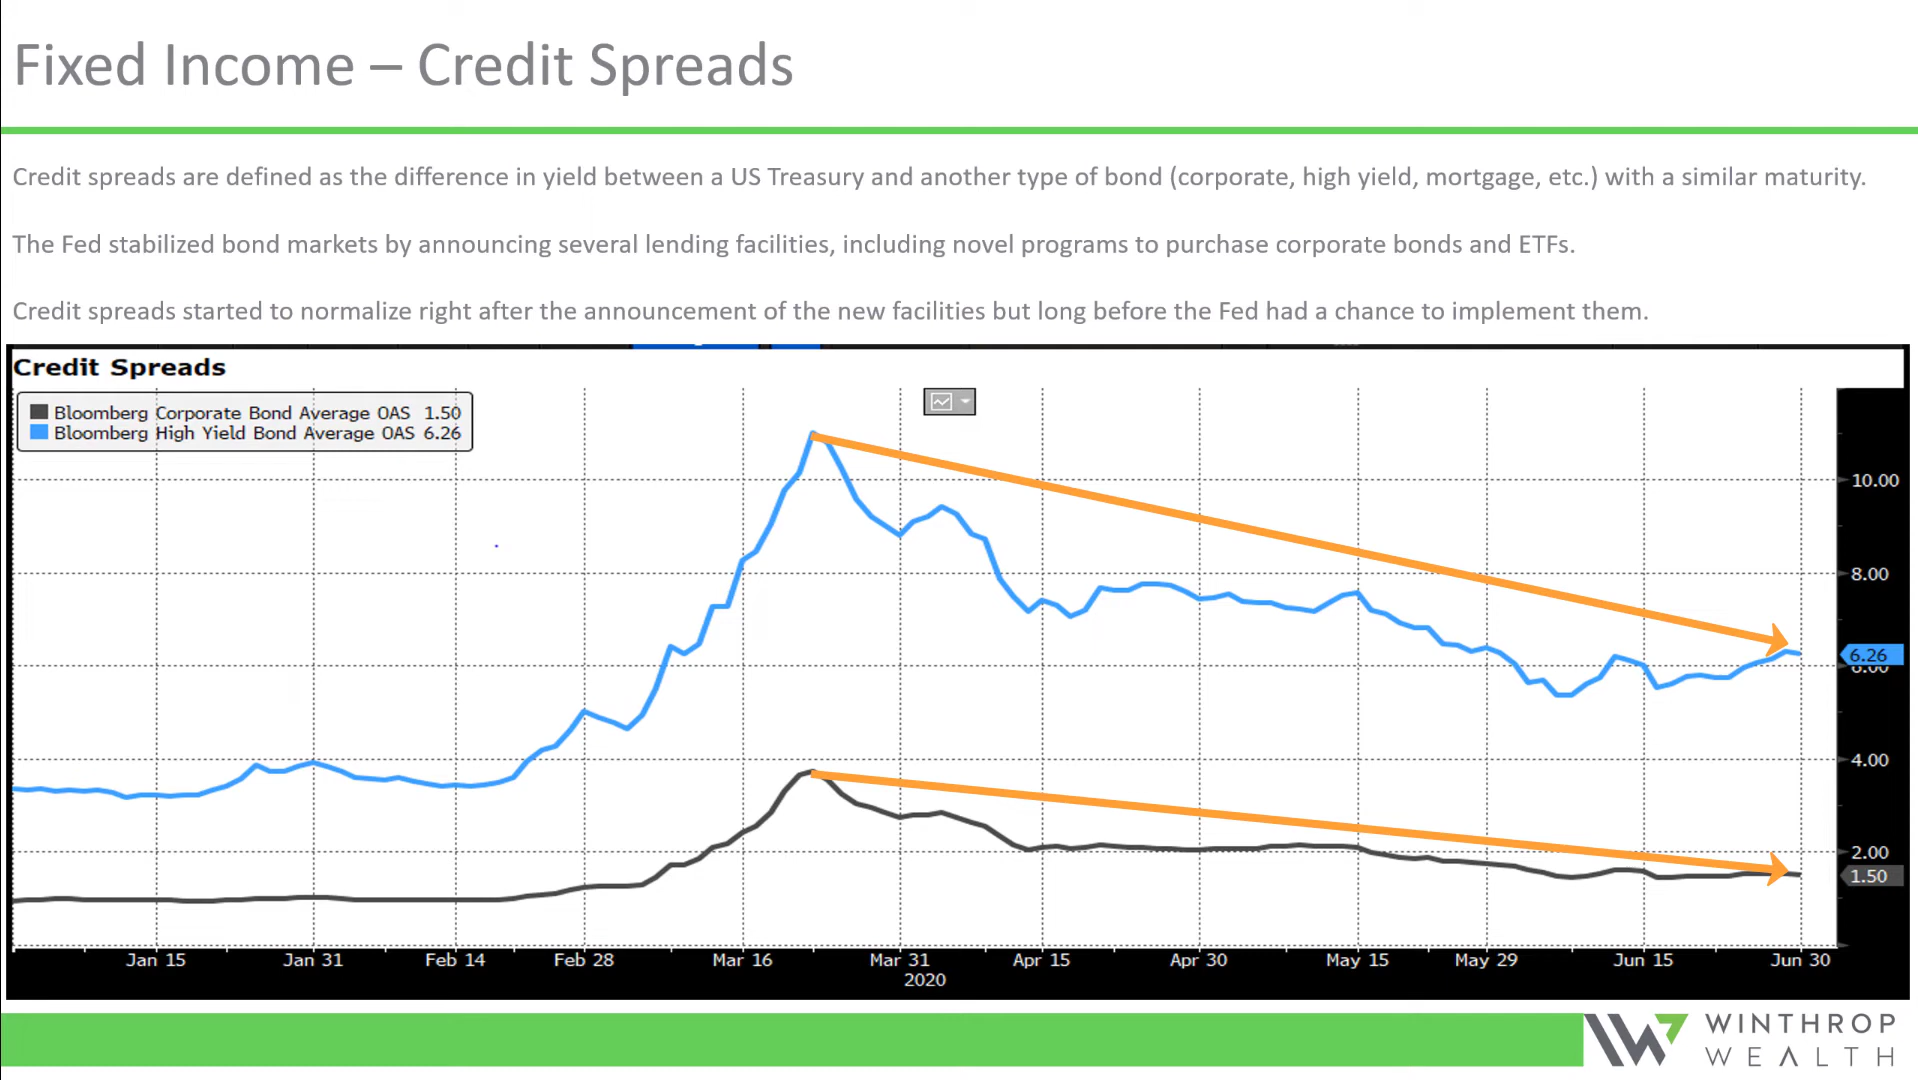 Fixed Income – Credit Spreads
Credit spreads are defined as the difference in yield between a US Treasury and another type of bond (corporate, high yield, mortgage, etc.) with a similar maturity.
The Fed stabilized bond markets by announcing several lending facilities, including novel programs to purchase corporate bonds and ETFs.
Credit spreads started to normalize right after the announcement of the new facilities but long before the Fed had a chance to implement them.
Credit Spreads
Bloomberg Corporate Bond Average OAS 1.50
Bloomberg High Yield Bond Average OAS 6.26
10.00
8.00
6.26
6.00
4.00
2.00
1.50
Jan 15 Jan 31 Feb 14 Feb 28 Mar 16 Mar 31 Apr 15 Apr 30 May 15 May 29 Jun 15 Jun 30
2020
WINTHROP
WEALTH